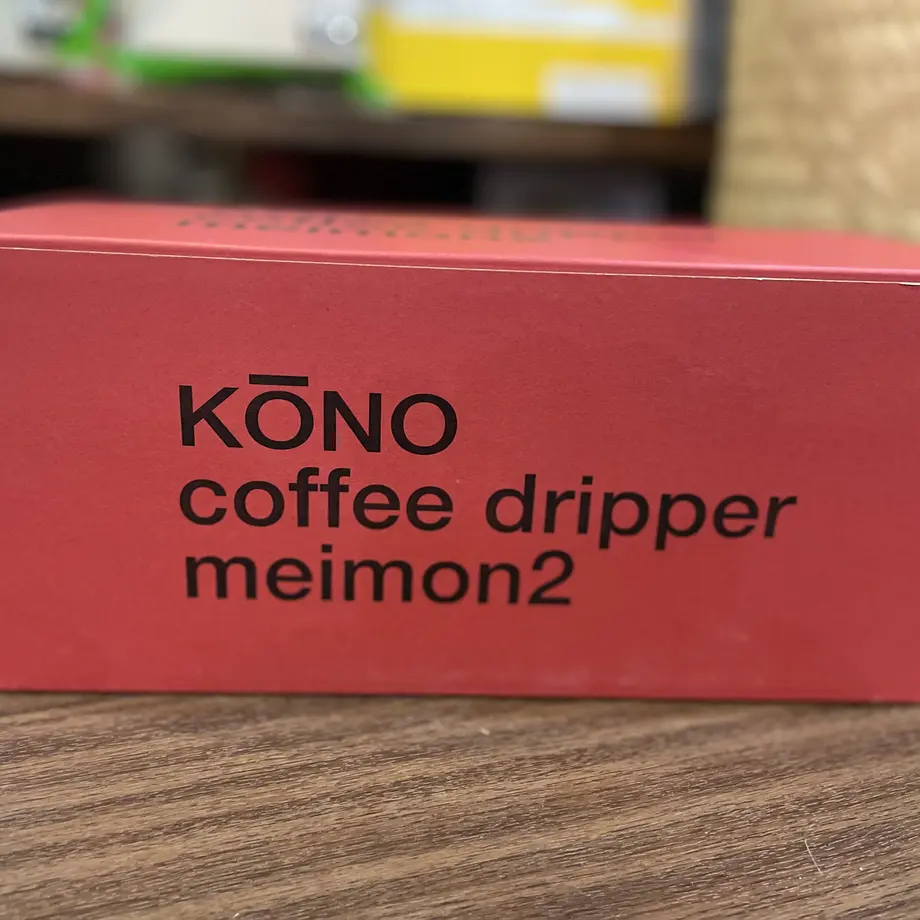 KŌNO
coffee dripper
meimon2